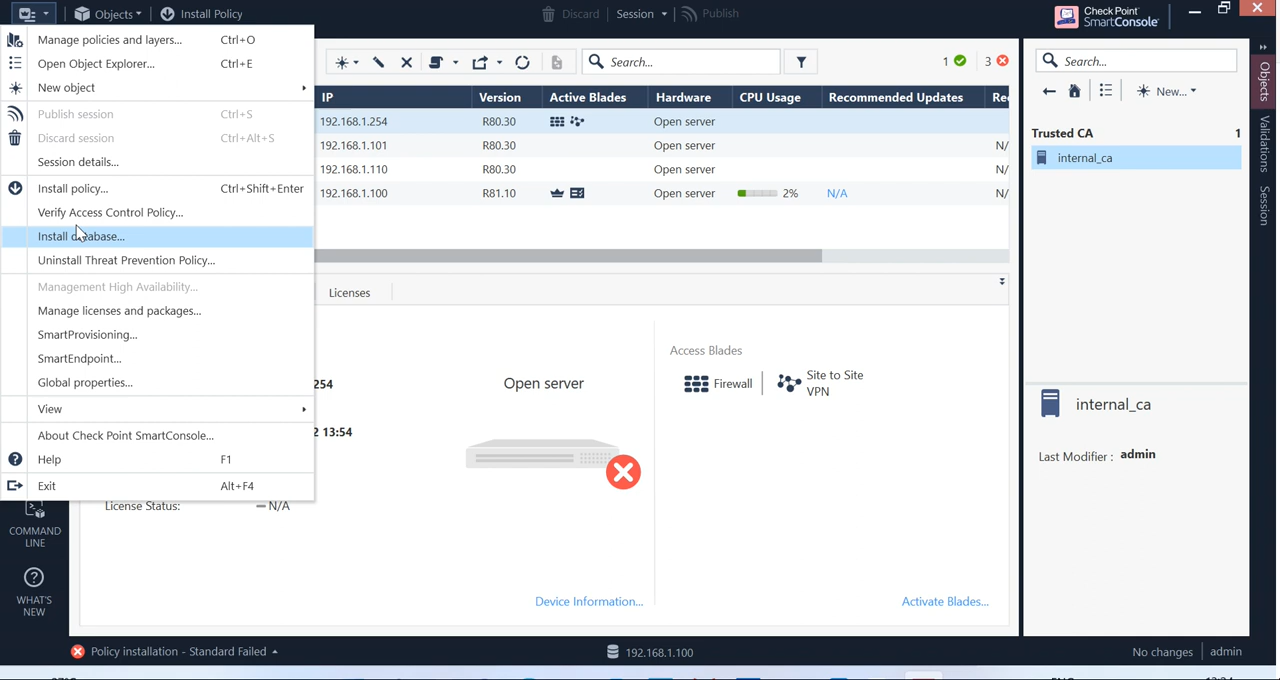 Objects
Install Policy
Discard
Session
Publish
Check Point
SmartConsole
Manage policies and layers... Ctrl+O
Open Object Explorer... Ctrl+E
New object
Publish session Ctrl+S
Discard session Ctrl+Alt+S
Session details...
Install policy... Ctrl+Shift+Enter
Verify Access Control Policy...
Install database...
Uninstall Threat Prevention Policy...
Management High Availability...
Manage licenses and packages...
SmartProvisioning...
SmartEndpoint...
Global properties...
View
About Check Point SmartConsole...
Help F1
Exit Alt+F4
COMMAND
LINE
WHAT'S
NEW
Search...
1
3
IP Version Active Blades Hardware CPU Usage Recommended Updates Re
192.168.1.254 R80.30 Open server
192.168.1.101 R80.30 Open server N/
192.168.1.110 R80.30 Open server N/
192.168.1.100 R81.10 Open server 2% N/A N/
Licenses
254
2 13:54
License Status: N/A
Open server
Device Information...
Access Blades
Firewall
Site to Site
VPN
Activate Blades...
Search...
New...
Trusted CA 1
internal_ca
internal_ca
Last Modifier : admin
Objects
Validations
Session
Policy installation - Standard Failed
192.168.1.100
No changes
admin